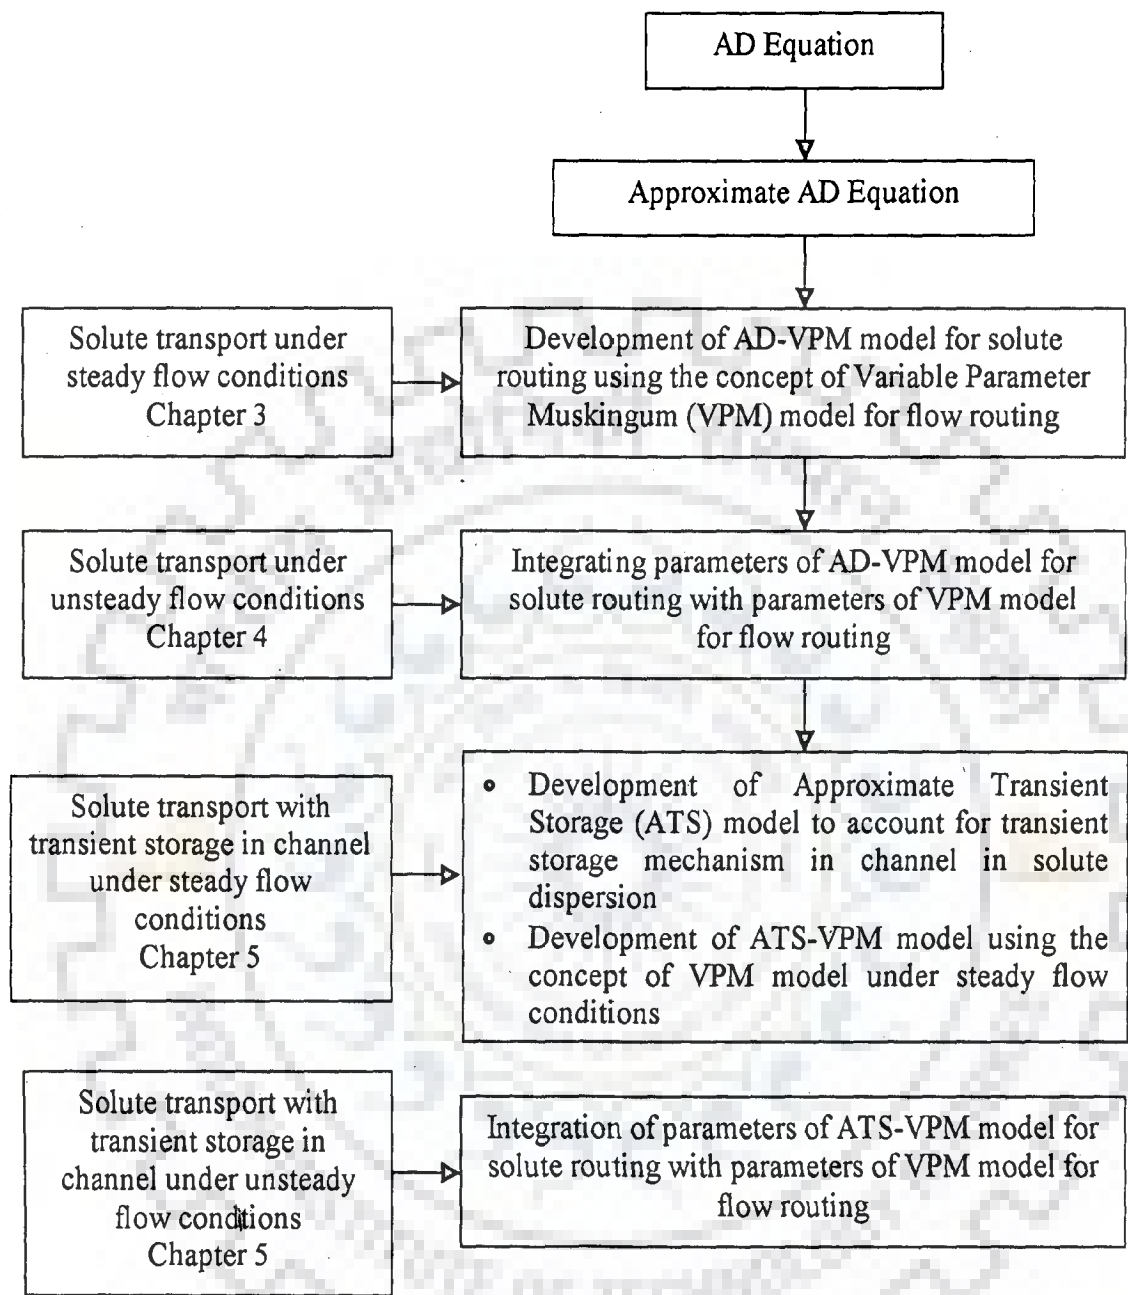 AD Equation
Approximate AD Equation
Solute transport under
steady flow conditions
Chapter 3
Development of AD-VPM model for solute
routing using the concept of Variable Parameter
Muskingum (VPM) model for flow routing
Solute transport under
unsteady flow conditions
Chapter 4
Integrating parameters of AD-VPM model for
solute routing with parameters of VPM model
for flow routing
Solute transport with
transient storage in channel
under steady flow
conditions
Chapter 5
• Development of Approximate Transient
Storage (ATS) model to account for transient
storage mechanism in channel in solute
dispersion
• Development of ATS-VPM model using the
concept of VPM model under steady flow
conditions
Solute transport with
transient storage in
channel under unsteady
flow conditions
Chapter 5
Integration of parameters of ATS-VPM model for
solute routing with parameters of VPM model for
flow routing